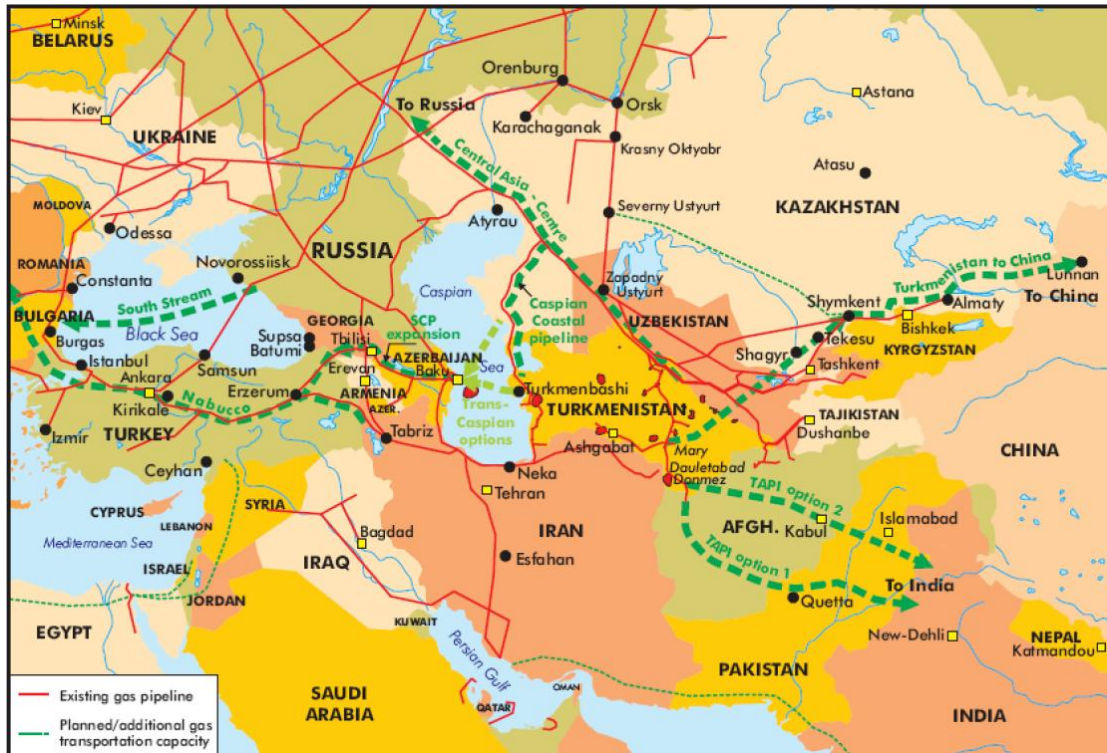 Minsk
BELARUS
Kiev
UKRAINE
MOLDOVA
Odessa
ROMANIA
Constanta
BULGARIA
Burgas
South Stream
Black Sea
Novorossiisk
RUSSIA
To Russia
Orenburg
Orsk
Karachaganak
Krasny Oktyabr
Astana
Atasu
KAZAKHSTAN
Central Asia - Centre
Atyrau
Severny Ustyurt
Zapadny
Ustyurt
UZBEKISTAN
Shymkent
Turkmenistan to China
Lunnan
To China
Almaty
Bishkek
KYRGYZSTAN
Tekesu
Shagyr
Tashkent
TAJIKISTAN
Dushanbe
CHINA
Caspian
Sea
Caspian
Coastal
pipeline
SCP
expansion
GEORGIA
Tbilisi
Supsa
Batumi
AZERBAIJAN
Baku
Erevan
ARMENIA
AZER.
Trans-
Caspian
options
Turkmenbashi
TURKMENISTAN
Ashgabat
Mary
Dauletabad
Donmez
Istanbul
Ankara
Kirikale
Samsun
Erzerum
Nabucco
TURKEY
Izmir
Ceyhan
Tabriz
Neka
Tehran
IRAN
Esfahan
CYPRUS
LEBANON
SYRIA
Mediterranean Sea
ISRAEL
JORDAN
Bagdad
IRAQ
EGYPT
KUWAIT
Persian Gulf
SAUDI
ARABIA
QATAR
OMAN
AFGH.
Kabul
TAPI option 2
TAPI option 1
Islamabad
To India
Quetta
New-Dehli
PAKISTAN
NEPAL
Katmandou
INDIA
Existing gas pipeline
Planned/additional gas
transportation capacity